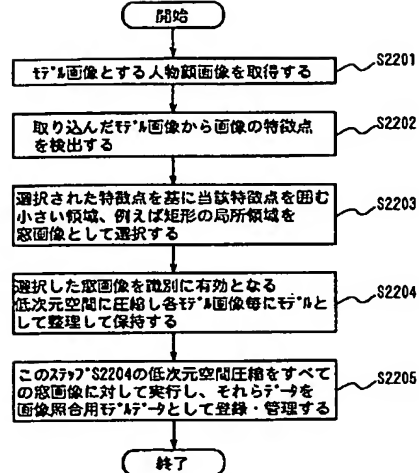 開始
モデル画像とする人物顔画像を取得する
S2201
取り込んだモデル画像から画像の特徴点
を検出する
S2202
選択された特徴点を基に当該特徴点を囲む
小さい領域、例えば矩形の局所領域を
窓画像として選択する
S2203
選択した窓画像を識別に有効となる
低次元空間に圧縮し各モデル画像毎にモデルと
して整理して保持する
S2204
このステップS2204の低次元空間圧縮をすべて
の窓画像に対して実行し、それらデータを
画像照合用モデルデータとして登録・管理する
S2205
終了